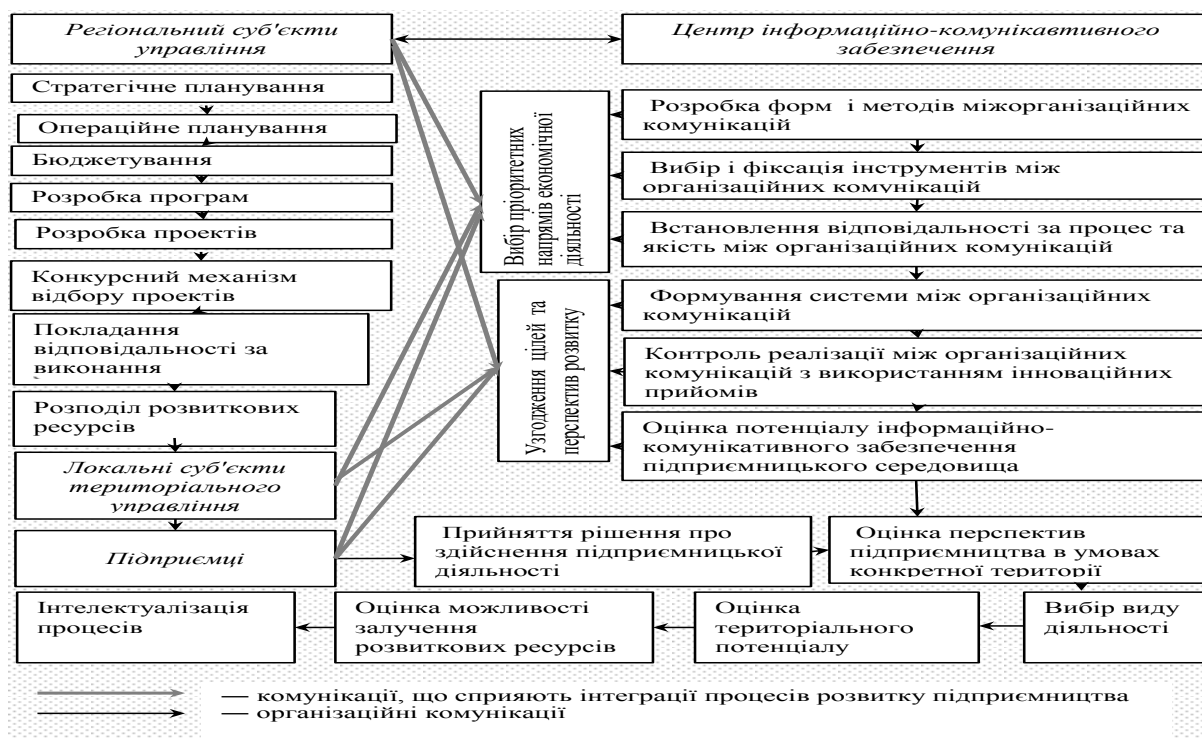 Регіональний суб'єкти
управління
Центр інформаційно-комунікавтивного
забезпечення
Стратегічне планування
Операційне планування
Бюджетування
Розробка програм
Розробка проектів
Конкурсний механізм
відбору проектів
Покладання
відповідальності за
виконання
Розподіл розвиткових
ресурсів
Локальні суб'єкти
територіального
управління
Підприємці
Вибір пріоритетних
напрямів економічної
діяльності
Узгодження цілей та
перспектив розвитку
Розробка форм і методів міжорганізаційних
комунікацій
Вибір і фіксація інструментів між
організаційних комунікацій
Встановлення відповідальності за процес та
якість між організаційних комунікацій
Формування системи між організаційних
комунікацій
Контроль реалізації між організаційних
комунікацій з використанням інноваційних
прийомів
Оцінка потенціалу інформаційно-
комунікативного забезпечення
підприємницького середовища
Прийняття рішення про
здійснення підприємницької
діяльності
Оцінка перспектив
підприємництва в умовах
конкретної території
Інтелектуалізація
процесів
Оцінка можливості
залучення
розвиткових ресурсів
Оцінка
територіального
потенціалу
Вибір виду
діяльності
— комунікації, що сприяють інтеграції процесів розвитку підприємництва
— організаційні комунікації